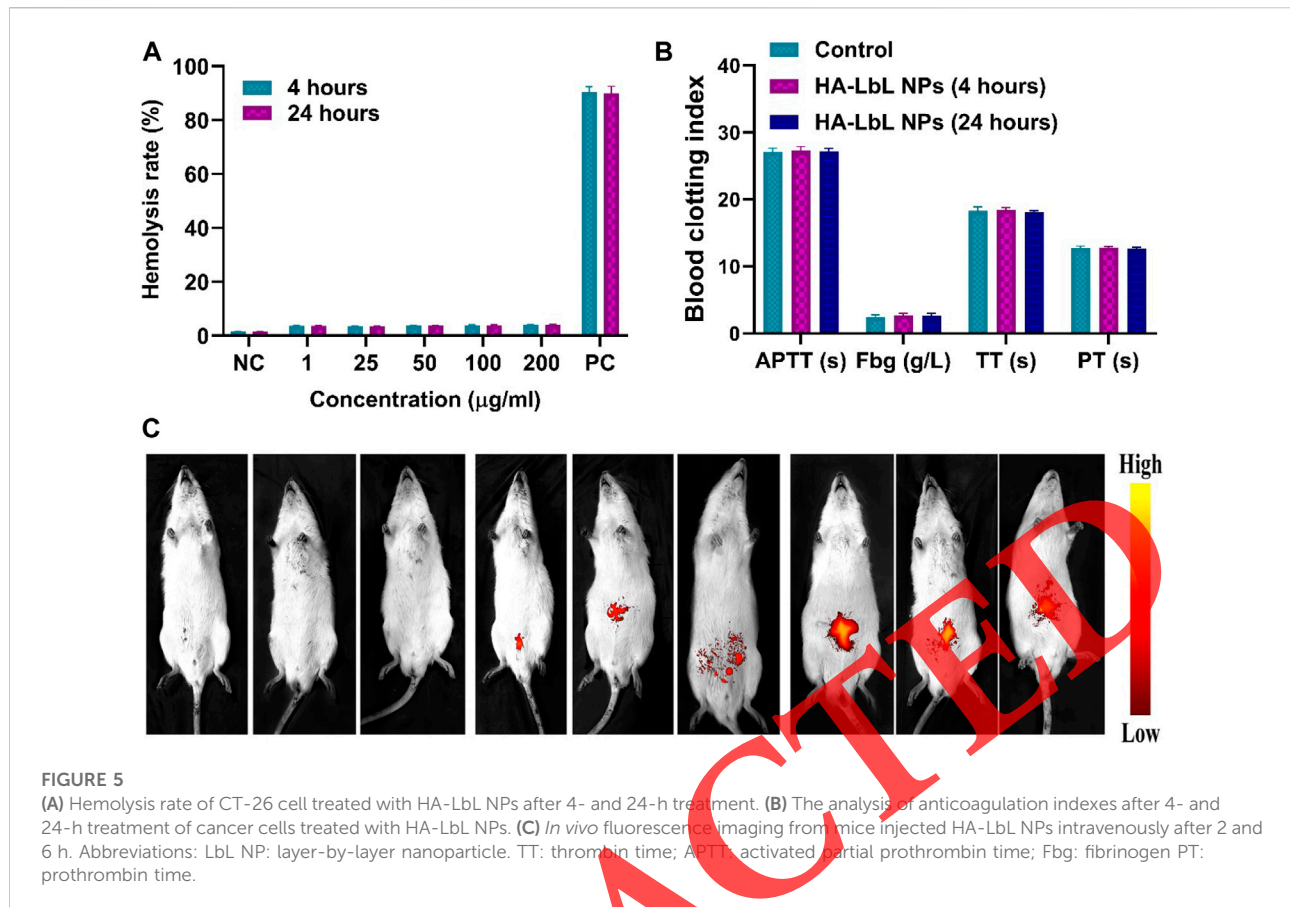 A
Hemolysis rate (%)
100
80
60
40
20
0
4 hours
24 hours
NC 1 25 50 100 200 PC
Concentration (µg/ml)
B
Blood clotting index
40
30
20
10
0
Control
HA-LbL NPs (4 hours)
HA-LbL NPs (24 hours)
APTT (s) Fbg (g/L) TT (s) PT (s)
C
High
Low
ACTED
FIGURE 5
(A) Hemolysis rate of CT-26 cell treated with HA-LbL NPs after 4- and 24-h treatment. (B) The analysis of anticoagulation indexes after 4- and
24-h treatment of cancer cells treated with HA-LbL NPs. (C) In vivo fluorescence imaging from mice injected HA-LbL NPs intravenously after 2 and
6 h. Abbreviations: LbL NP: layer-by-layer nanoparticle. TT: thrombin time; APTT: activated partial prothrombin time; Fbg: fibrinogen PT:
prothrombin time.